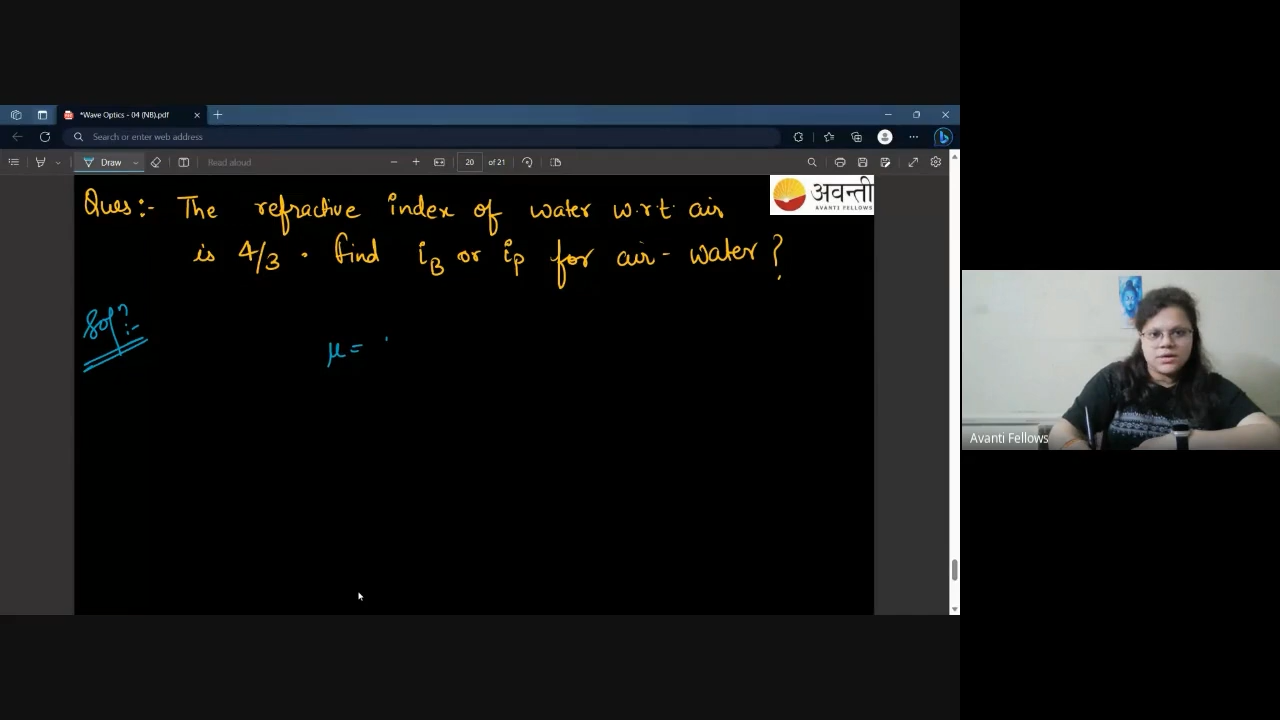 *Wave Optics - 04 (NB).pdf
Search or enter web address
Draw
Read aloud
20 of 21
Ques:- The refractive index of water w.r.t. air
is 4/3. find iB or ip for air-water?
अवन्ती
AVANTI FELLOWS
Solⁿ:-
μ =
Avanti Fellows